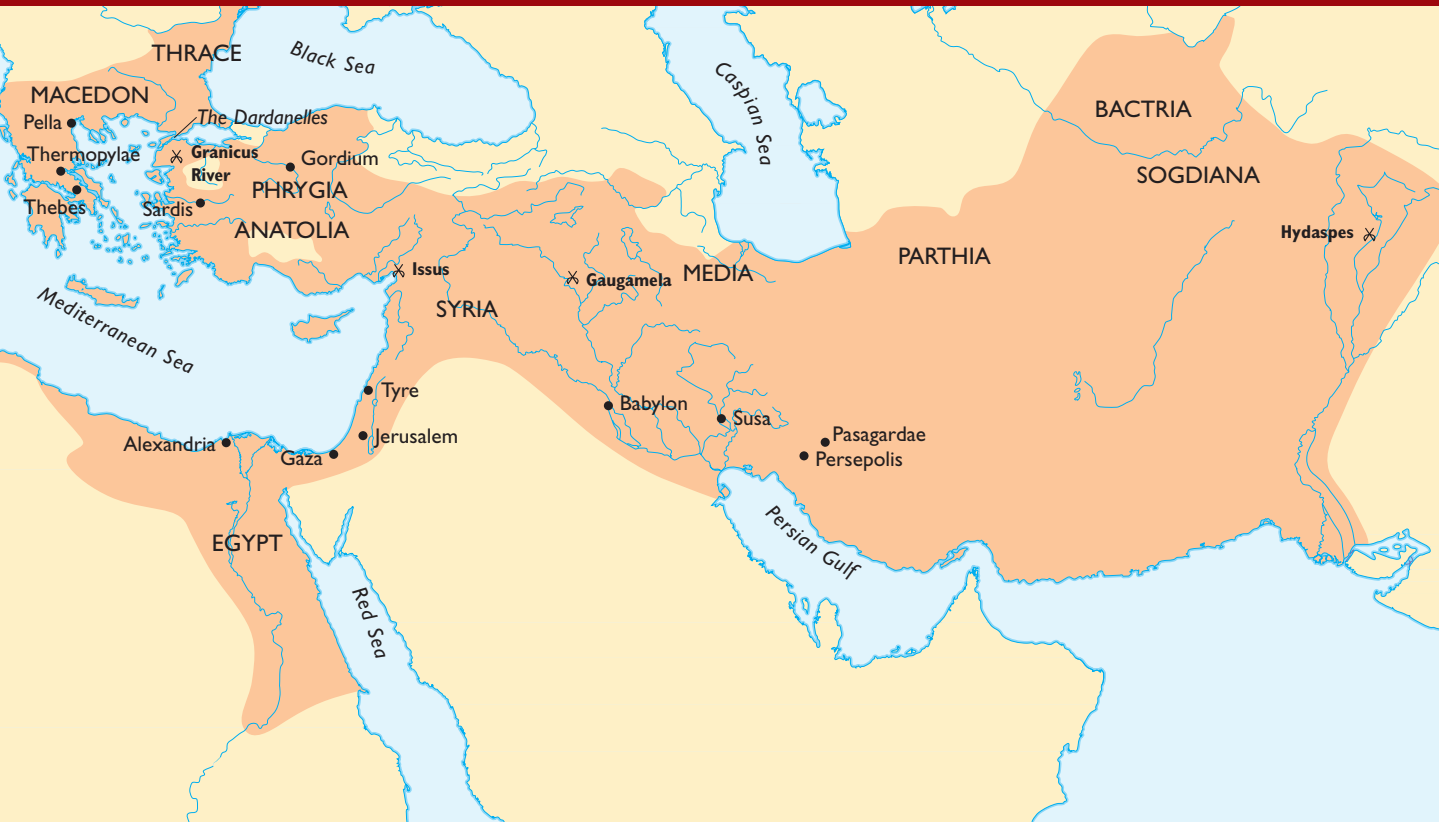 THRACE
Black Sea
Caspian Sea
MACEDON
Pella
The Dardanelles
BACTRIA
Thermopylae
Granicus
River
Gordium
PHRYGIA
SOGDIANA
Thebes
Sardis
ANATOLIA
Hydaspes
Issus
Gaugamela
MEDIA
PARTHIA
SYRIA
Mediterranean Sea
Tyre
Babylon
Susa
Alexandria
Jerusalem
Gaza
Pasagardae
Persepolis
EGYPT
Persian Gulf
Red Sea